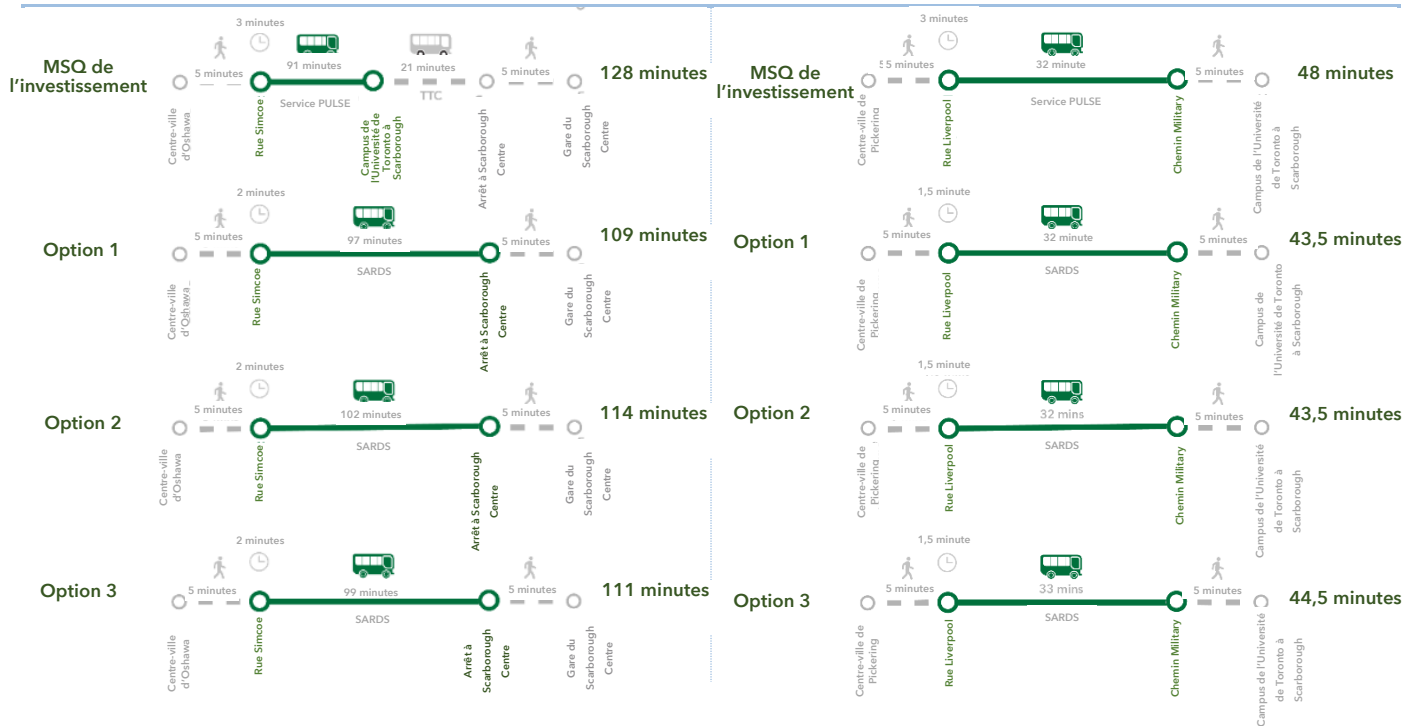 3 minutes
MSQ de
l'investissement
5 minutes
91 minutes
21 minutes
5 minutes
128 minutes
Service PULSE
TTC
Centre-ville
d'Oshawa
Rue Simcoe
Campus de
l'Université de
Toronto à
Scarborough
Arrêt à Scarborough
Centre
Gare du
Scarborough
Centre
2 minutes
Option 1
5 minutes
97 minutes
5 minutes
109 minutes
SARDS
Centre-ville
d'Oshawa
Rue Simcoe
Arrêt à Scarborough
Centre
Gare du
Scarborough
Centre
2 minutes
Option 2
5 minutes
102 minutes
5 minutes
114 minutes
SARDS
Centre-ville
d'Oshawa
Rue Simcoe
Arrêt à Scarborough
Centre
Gare du
Scarborough
Centre
2 minutes
Option 3
5 minutes
99 minutes
5 minutes
111 minutes
SARDS
Centre-ville
d'Oshawa
Rue Simcoe
Arrêt à
Scarborough
Centre
Gare du
Scarborough
Centre
3 minutes
MSQ de
l'investissement
55 minutes
32 minute
5 minutes
48 minutes
Service PULSE
Centre-ville de
Pickering
Rue Liverpool
Chemin Military
Campus de l'Université
de Toronto à
Scarborough
1,5 minute
Option 1
5 minutes
32 minute
5 minutes
43,5 minutes
SARDS
Centre-ville de
Pickering
Rue Liverpool
Chemin Military
Campus de
l'Université de Toronto
à Scarborough
1,5 minute
Option 2
5 minutes
32 mins
5 minutes
43,5 minutes
SARDS
Centre-ville de
Pickering
Rue Liverpool
Chemin Military
Campus de l'Université
de Toronto à
Scarborough
1,5 minute
Option 3
5 minutes
33 mins
5 minutes
44,5 minutes
SARDS
Centre-ville de
Pickering
Rue Liverpool
Chemin Military
Campus de l'Université
de Toronto à
Scarborough